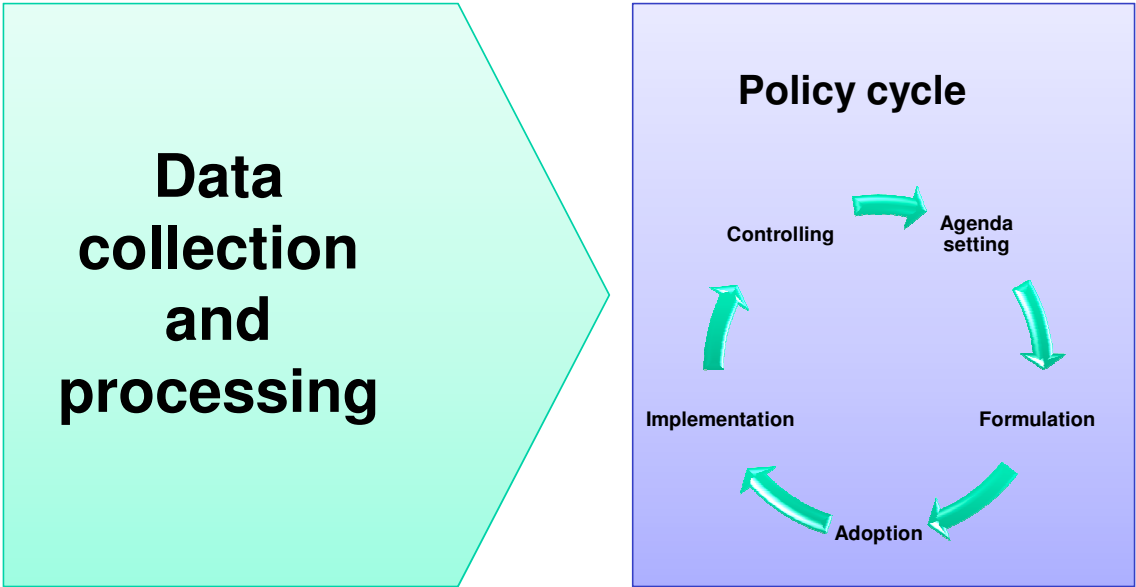 Data
collection
and
processing
Policy cycle
Controlling
Agenda
setting
Implementation
Formulation
Adoption